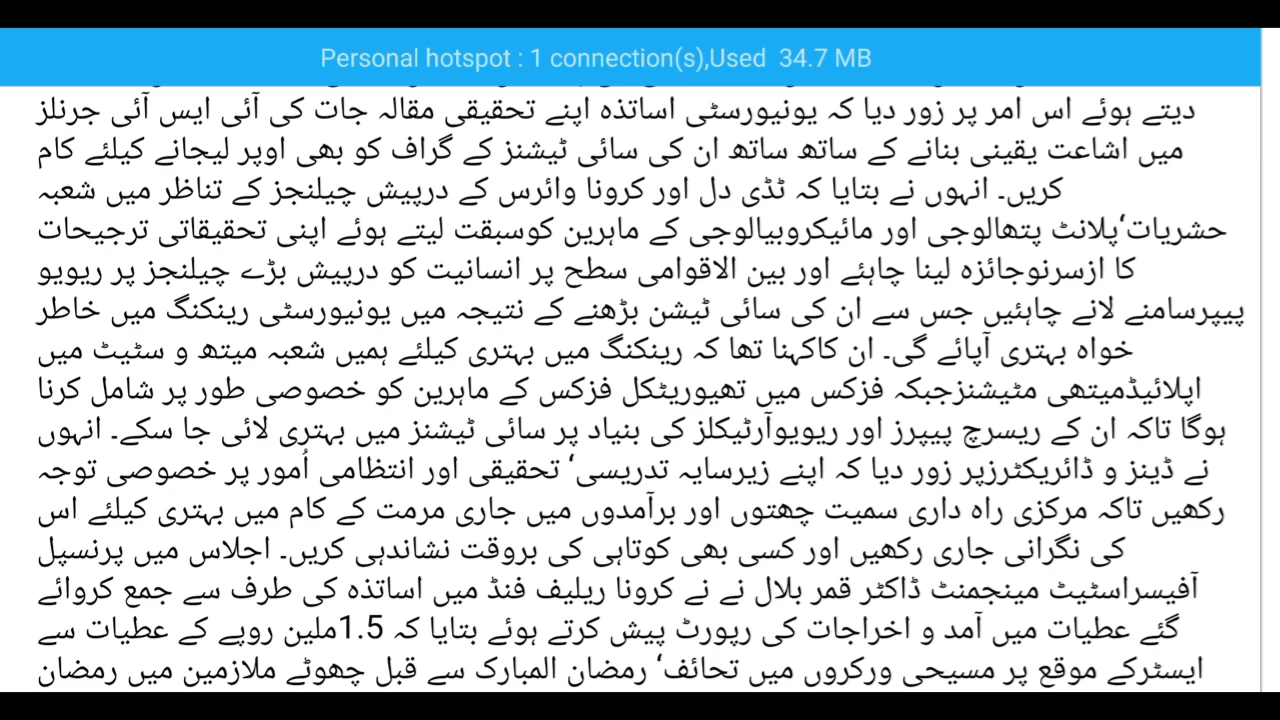 Personal hotspot : 1 connection(s),Used 34.7 MB
دیتے ہوئے اس امر پر زور دیا کہ یونیورسٹی اساتذہ اپنے تحقیقی مقالہ جات کی آئی ایس آئی جرنلز
میں اشاعت یقینی بنانے کے ساتھ ساتھ ان کی سائی ٹیشنز کے گراف کو بھی اوپر لیجانے کیلئے کام
کریں۔ انہوں نے بتایا کہ ٹڈی دل اور کرونا وائرس کے درپیش چیلنجز کے تناظر میں شعبہ
حشریات‘پلانٹ پتھالوجی اور مائیکروبیالوجی کے ماہرین کوسبقت لیتے ہوئے اپنی تحقیقاتی ترجیحات
کا ازسرنوجائزہ لینا چاہئے اور بین الاقوامی سطح پر انسانیت کو درپیش بڑے چیلنجز پر ریویو
پیپرسامنے لانے چاہئیں جس سے ان کی سائی ٹیشن بڑھنے کے نتیجہ میں یونیورسٹی رینکنگ میں خاطر
خواہ بہتری آپائے گی۔ ان کاکہنا تھا کہ رینکنگ میں بہتری کیلئے ہمیں شعبہ میتھ و سٹیٹ میں
اپلائیڈمیتھی مٹیشنزجبکہ فزکس میں تھیوریٹکل فزکس کے ماہرین کو خصوصی طور پر شامل کرنا
ہوگا تاکہ ان کے ریسرچ پیپرز اور ریویوآرٹیکلز کی بنیاد پر سائی ٹیشنز میں بہتری لائی جا سکے۔ انہوں
نے ڈینز و ڈائریکٹرزپر زور دیا کہ اپنے زیرسایہ تدریسی‘ تحقیقی اور انتظامی اُمور پر خصوصی توجہ
رکھیں تاکہ مرکزی راہ داری سمیت چھتوں اور برآمدوں میں جاری مرمت کے کام میں بہتری کیلئے اس
کی نگرانی جاری رکھیں اور کسی بھی کوتاہی کی بروقت نشاندہی کریں۔ اجلاس میں پرنسپل
آفیسراسٹیٹ مینجمنٹ ڈاکٹر قمر بلال نے نے کرونا ریلیف فنڈ میں اساتذہ کی طرف سے جمع کروائے
گئے عطیات میں آمد و اخراجات کی رپورٹ پیش کرتے ہوئے بتایا کہ 1.5ملین روپے کے عطیات سے
ایسٹرکے موقع پر مسیحی ورکروں میں تحائف‘ رمضان المبارک سے قبل چھوٹے ملازمین میں رمضان